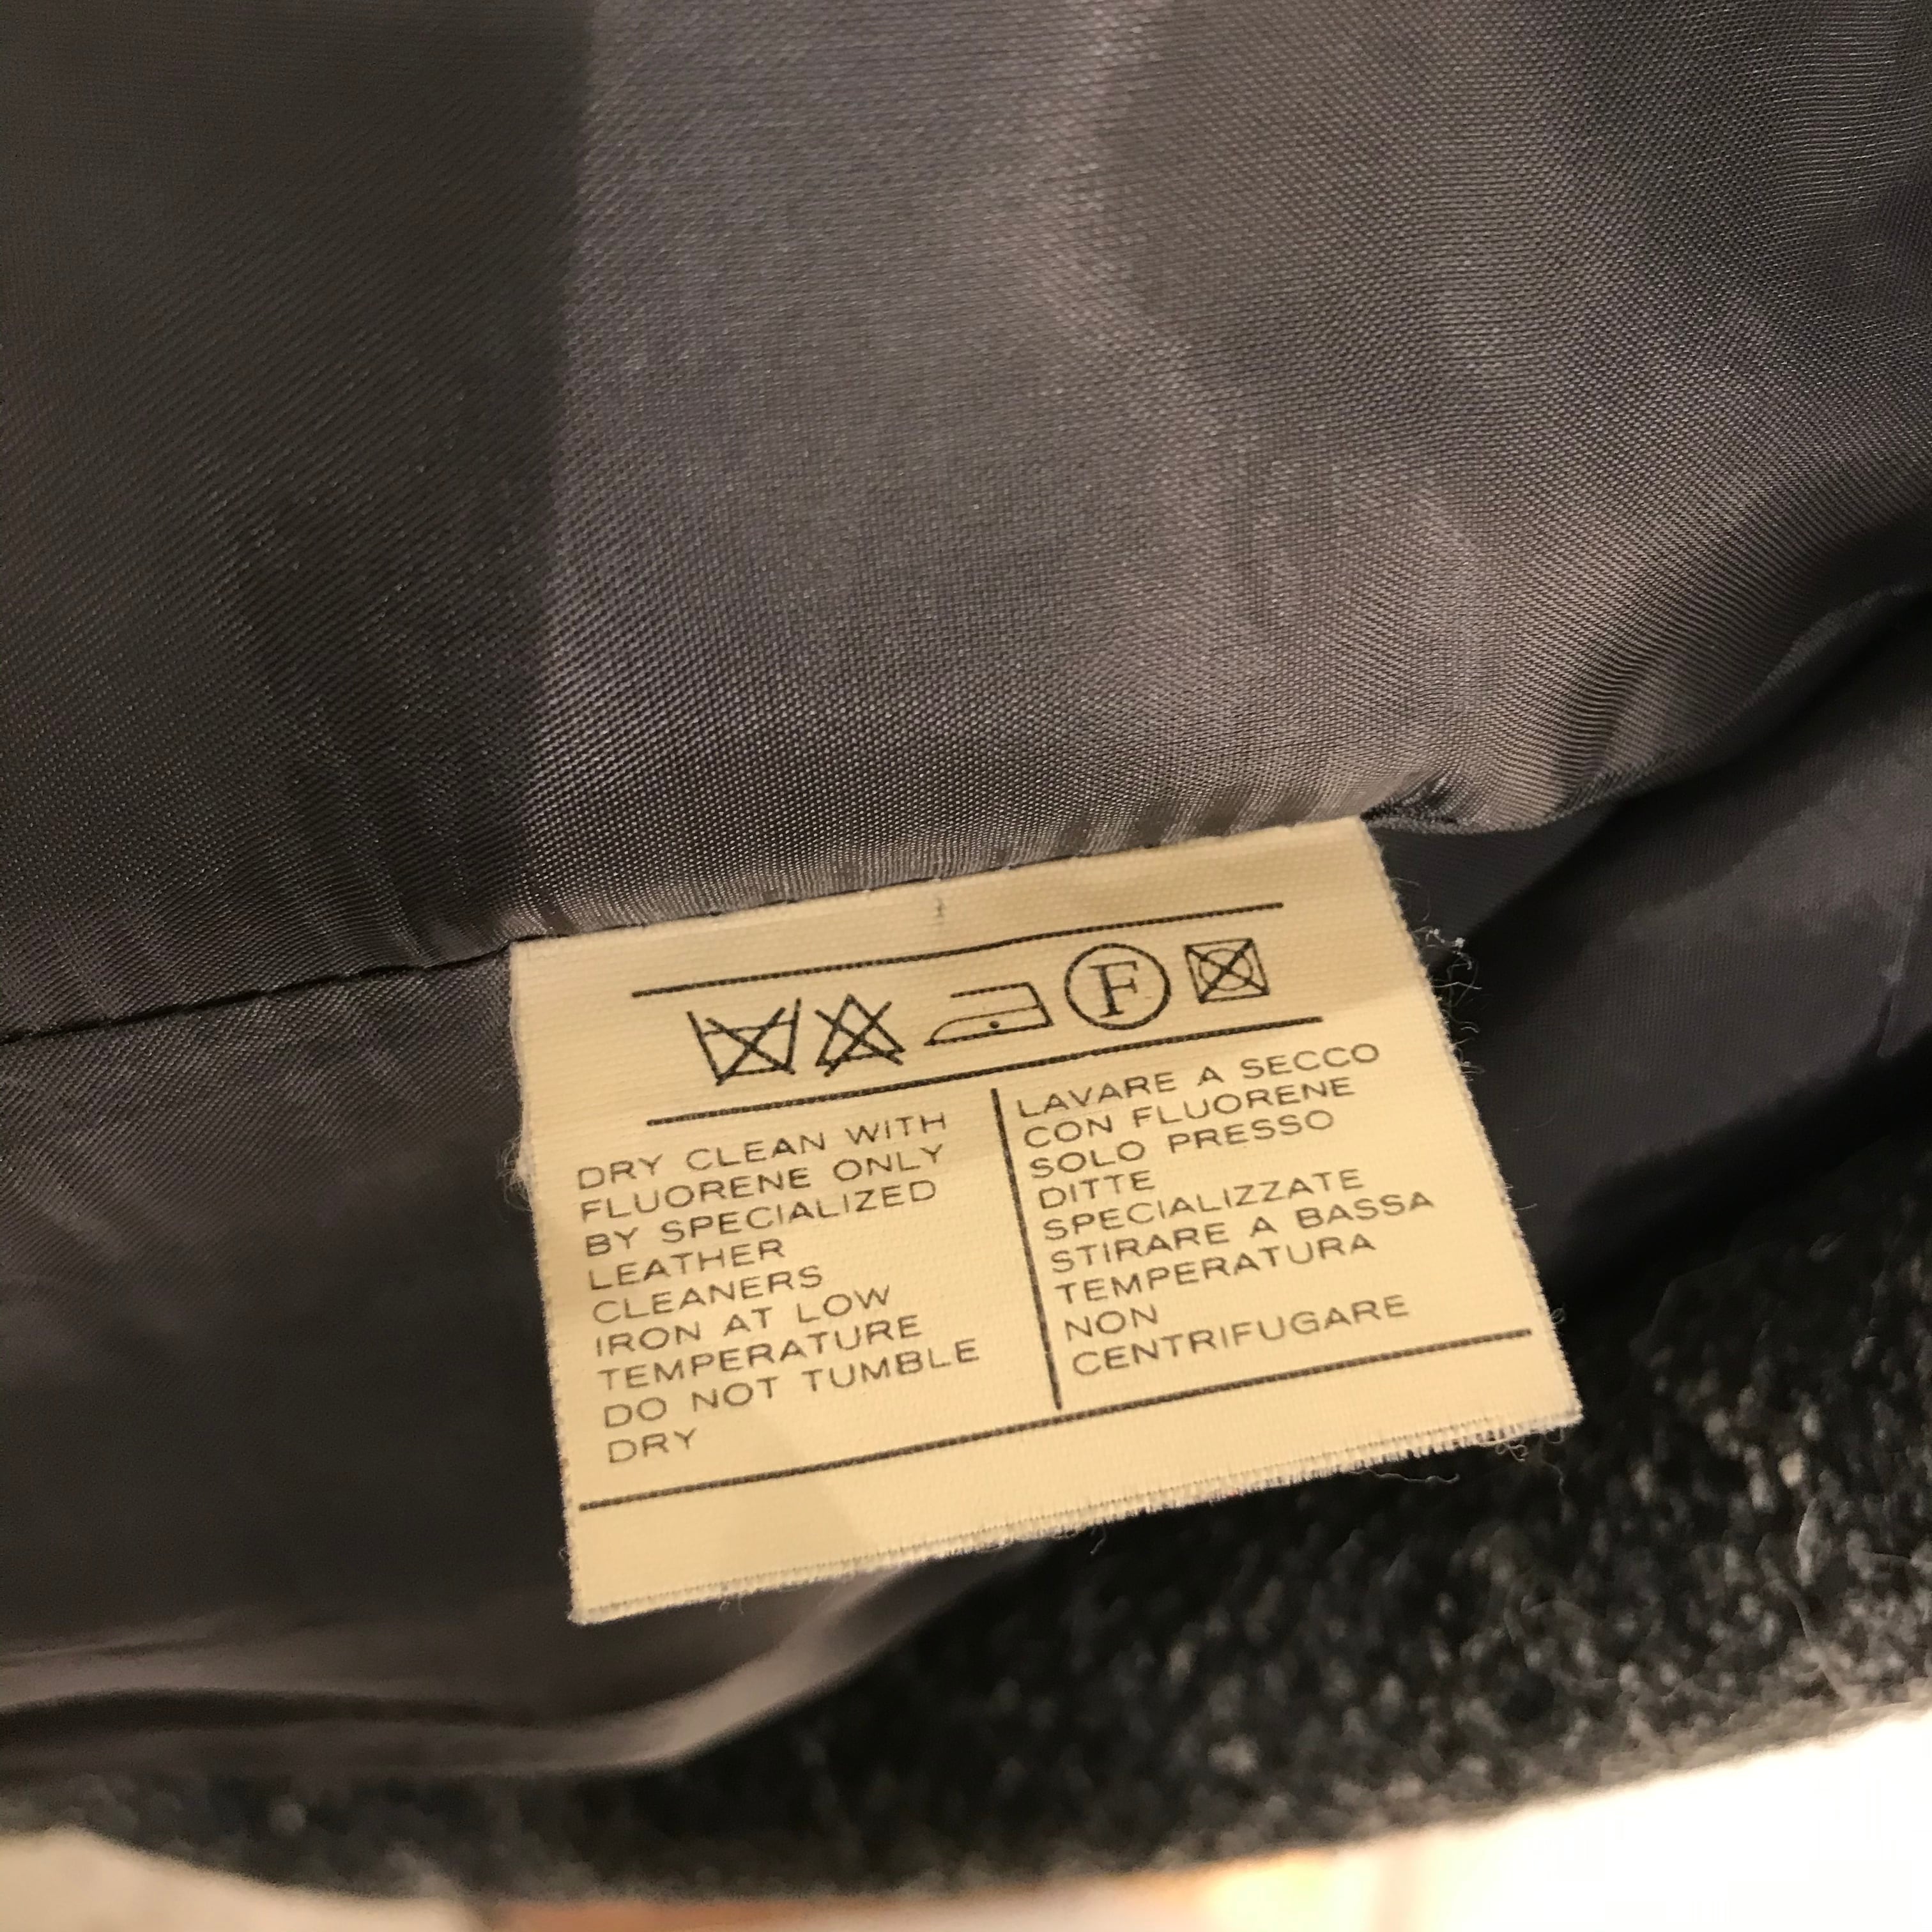 F
DRY CLEAN WITH
FLUORENE ONLY
BY SPECIALIZED
LEATHER
CLEANERS
IRON AT LOW
TEMPERATURE
DO NOT TUMBLE
DRY
LAVARE A SECCO
CON FLUORENE
SOLO PRESSO
DITTE
SPECIALIZZATE
STIRARE A BASSA
TEMPERATURA
NON
CENTRIFUGARE